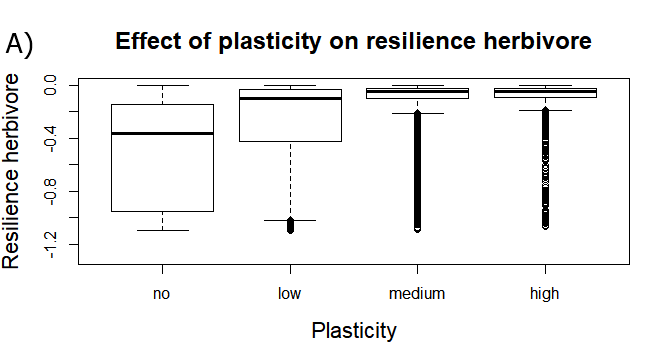 A)
Effect of plasticity on resilience herbivore
Resilience herbivore
0.0
-0.4
-0.8
-1.2
no low medium high
Plasticity